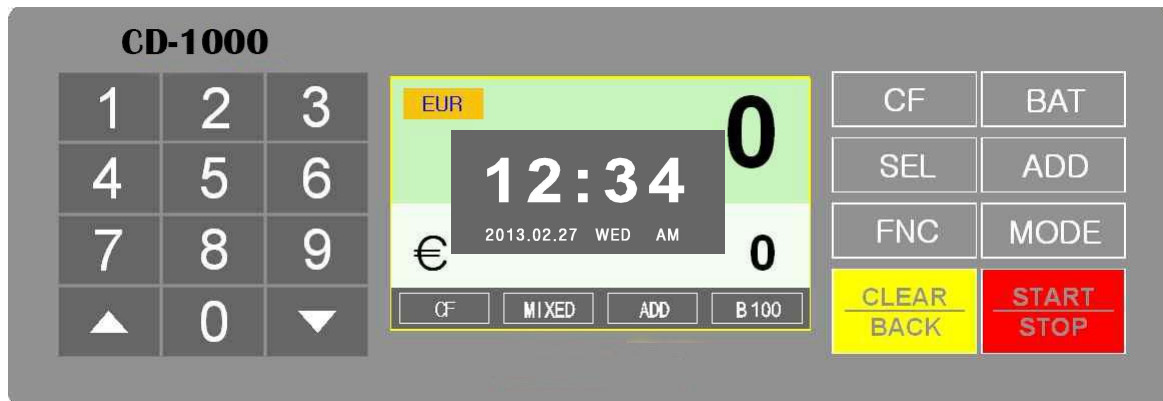 CD-1000
1 2 3
4 5 6
7 8 9
▲ 0 ▼
EUR 0
12:34
2013.02.27 WED AM
€ 0
CF MIXED ADD B100
CF BAT
SEL ADD
FNC MODE
CLEAR
BACK
START
STOP